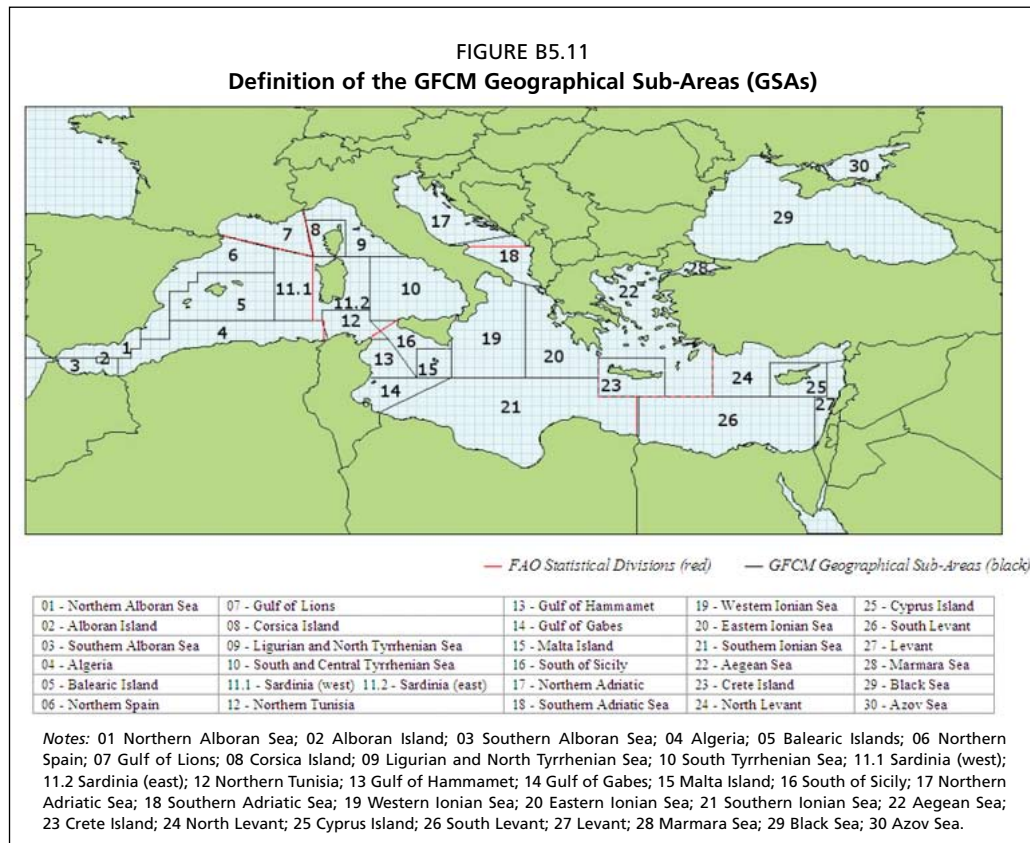 FIGURE B5.11
Definition of the GFCM Geographical Sub-Areas (GSAs)
30
29
17
8
7
9
18
28
6
11.1
11.2
10
22
5
12
4
16
19
20
1
2
3
13
15
23
24
25
14
27
21
26
— FAO Statistical Divisions (red) — GFCM Geographical Sub-Areas (black)
01 - Northern Alboran Sea 07 - Gulf of Lions 13 - Gulf of Hammamet 19 - Western Ionian Sea 25 - Cyprus Island
02 - Alboran Island 08 - Corsica Island 14 - Gulf of Gabes 20 - Eastern Ionian Sea 26 - South Levant
03 - Southern Alboran Sea 09 - Ligurian and North Tyrrhenian Sea 15 - Malta Island 21 - Southern Ionian Sea 27 - Levant
04 - Algeria 10 - South and Central Tyrrhenian Sea 16 - South of Sicily 22 - Aegean Sea 28 - Marmara Sea
05 - Balearic Island 11.1 - Sardinia (west) 11.2 - Sardinia (east) 17 - Northern Adriatic 23 - Crete Island 29 - Black Sea
06 - Northern Spain 12 - Northern Tunisia 18 - Southern Adriatic Sea 24 - North Levant 30 - Azov Sea
Notes: 01 Northern Alboran Sea; 02 Alboran Island; 03 Southern Alboran Sea; 04 Algeria; 05 Balearic Islands; 06 Northern
Spain; 07 Gulf of Lions; 08 Corsica Island; 09 Ligurian and North Tyrrhenian Sea; 10 South Tyrrhenian Sea; 11.1 Sardinia (west);
11.2 Sardinia (east); 12 Northern Tunisia; 13 Gulf of Hammamet; 14 Gulf of Gabes; 15 Malta Island; 16 South of Sicily; 17 Northern
Adriatic Sea; 18 Southern Adriatic Sea; 19 Western Ionian Sea; 20 Eastern Ionian Sea; 21 Southern Ionian Sea; 22 Aegean Sea;
23 Crete Island; 24 North Levant; 25 Cyprus Island; 26 South Levant; 27 Levant; 28 Marmara Sea; 29 Black Sea; 30 Azov Sea.